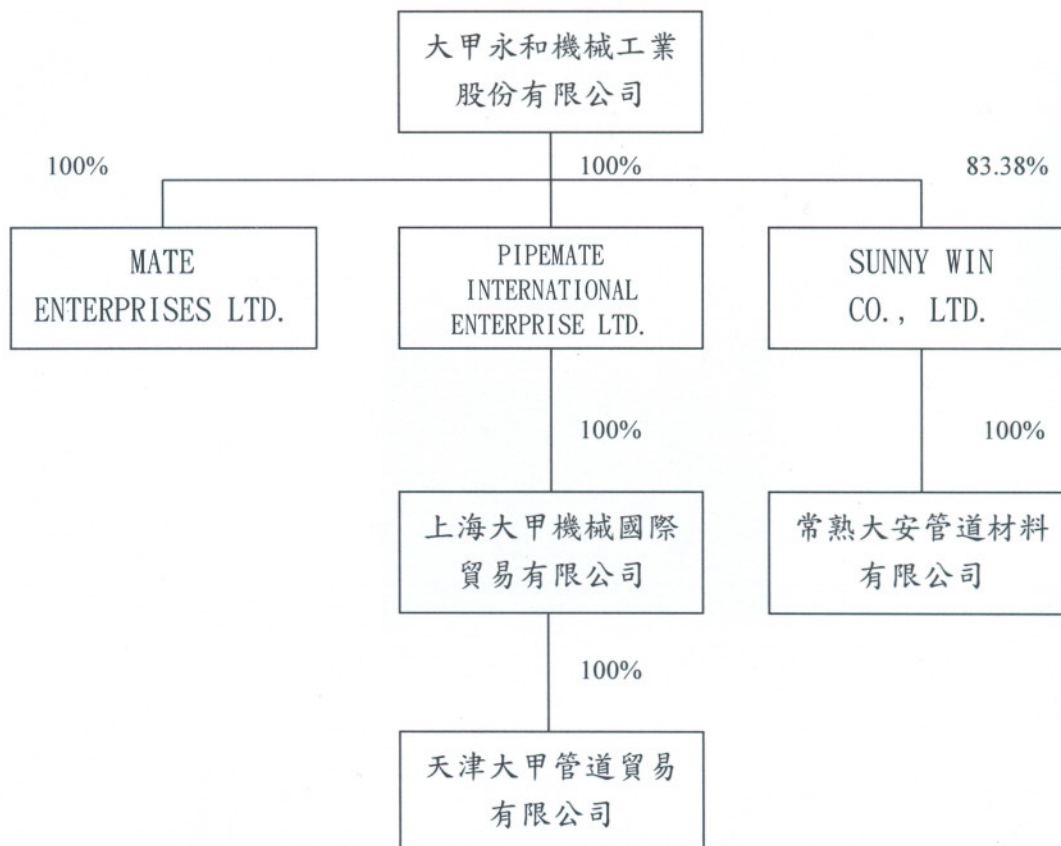 大甲永和機械工業
股份有限公司
100%
100%
83.38%
MATE
ENTERPRISES LTD.
PIPEMATE
INTERNATIONAL
ENTERPRISE LTD.
SUNNY WIN
CO., LTD.
100%
100%
上海大甲機械國際
貿易有限公司
常熟大安管道材料
有限公司
100%
天津大甲管道貿易
有限公司